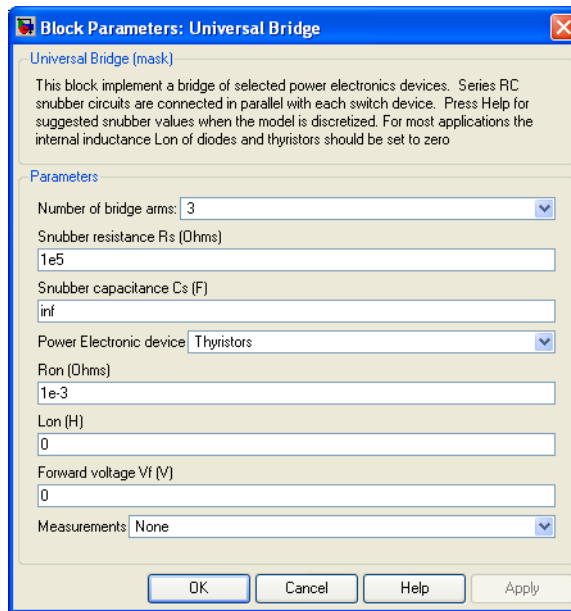 Block Parameters: Universal Bridge
Universal Bridge (mask)
This block implement a bridge of selected power electronics devices. Series RC
snubber circuits are connected in parallel with each switch device. Press Help for
suggested snubber values when the model is discretized. For most applications the
internal inductance Lon of diodes and thyristors should be set to zero
Parameters
Number of bridge arms: 3
Snubber resistance Rs (Ohms)
1e5
Snubber capacitance Cs (F)
inf
Power Electronic device Thyristors
Ron (Ohms)
1e-3
Lon (H)
0
Forward voltage Vf (V)
0
Measurements None
OK Cancel Help Apply